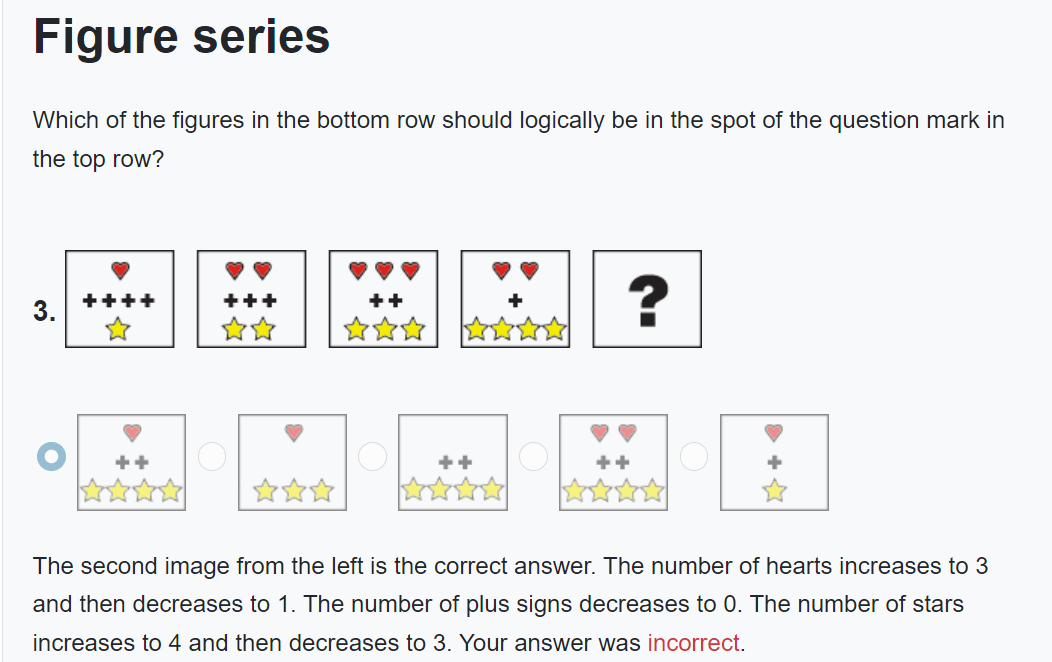 Figure series
Which of the figures in the bottom row should logically be in the spot of the question mark in
the top row?
3.
?
The second image from the left is the correct answer. The number of hearts increases to 3
and then decreases to 1. The number of plus signs decreases to 0. The number of stars
increases to 4 and then decreases to 3. Your answer was incorrect.